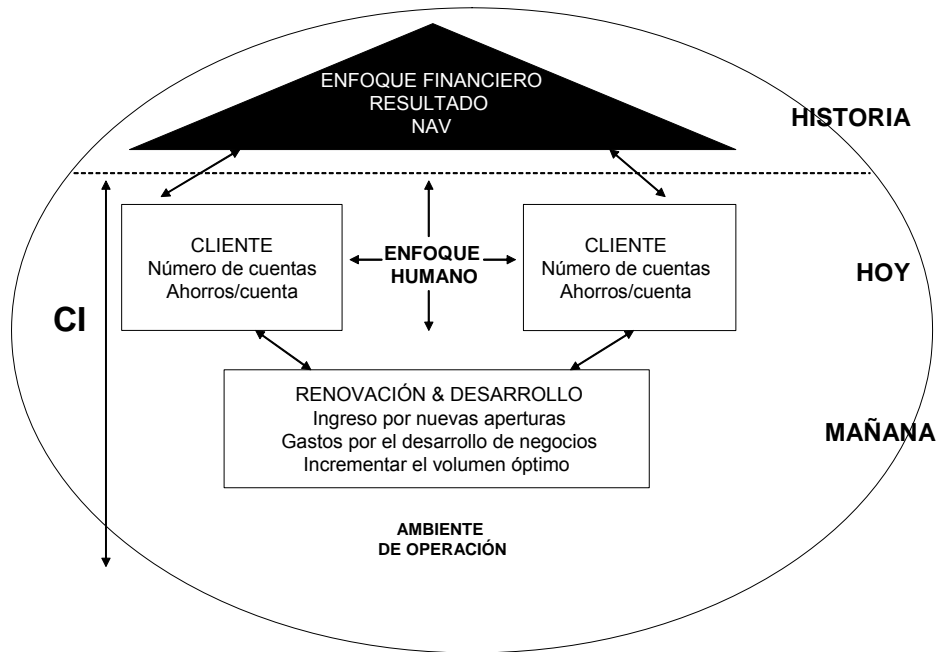 ENFOQUE FINANCIERO
RESULTADO
NAV
HISTORIA
CLIENTE
Número de cuentas
Ahorros/cuenta
ENFOQUE
HUMANO
CLIENTE
Número de cuentas
Ahorros/cuenta
HOY
CI
RENOVACIÓN & DESARROLLO
Ingreso por nuevas aperturas
Gastos por el desarrollo de negocios
Incrementar el volumen óptimo
MAÑANA
AMBIENTE
DE OPERACIÓN